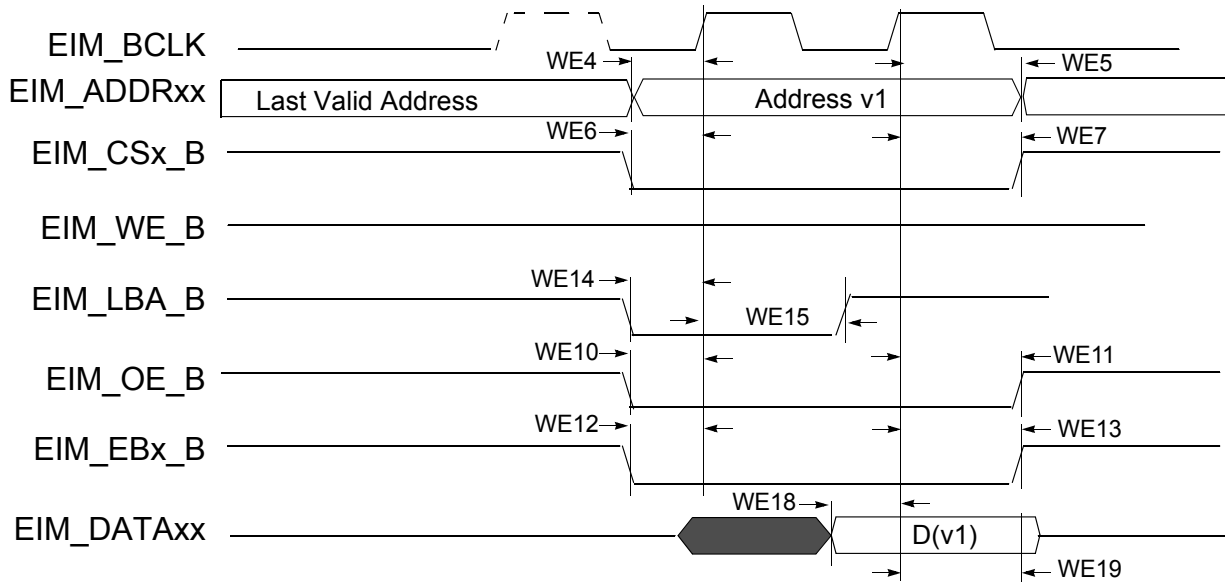 EIM_BCLK
WE4
WE5
EIM_ADDRxx
Last Valid Address
Address v1
WE6
WE7
EIM_CSx_B
EIM_WE_B
WE14
EIM_LBA_B
WE15
WE10
WE11
EIM_OE_B
WE12
WE13
EIM_EBx_B
WE18
EIM_DATAxx
D(v1)
WE19